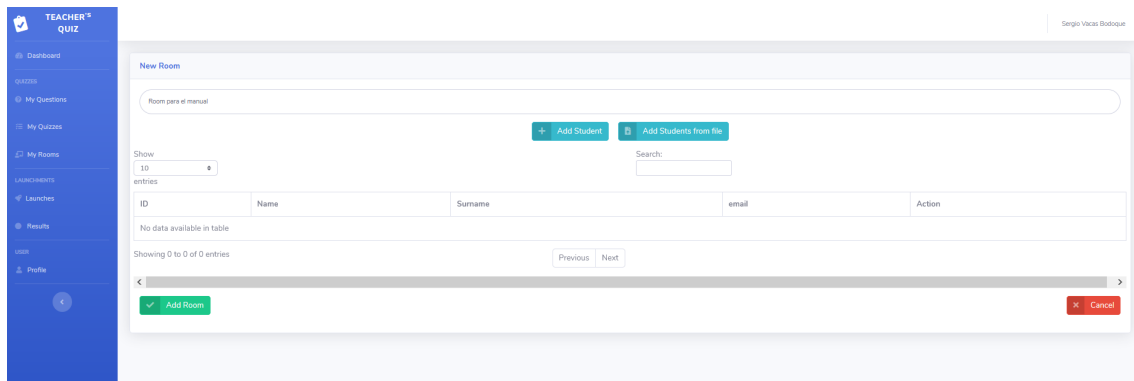 TEACHER'S
QUIZ
Sergio Vacas Bodoque
Dashboard
QUIZZES
My Questions
My Quizzes
My Rooms
LAUNCHMENTS
Launches
Results
USER
Profile
New Room
Room para el manual
Add Student
Add Students from file
Show
10
entries
Search:
ID Name Surname email Action
No data available in table
Showing 0 to 0 of 0 entries
Previous Next
Add Room
Cancel